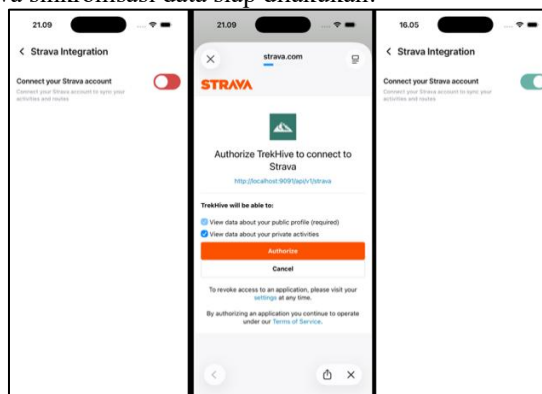 sinkronisasi data siap dilakukan.
21.09
Strava Integration
Connect your Strava account
Connect your Strava account to sync your
activities and routes
21.09
strava.com
STRAVA
Authorize TrekHive to connect to
Strava
http://localhost:9091/api/v1/strava
TrekHive will be able to:
View data about your public profile (required)
View data about your private activities
Authorize
Cancel
To revoke access to an application, please visit your
settings at any time.
By authorizing an application you continue to operate
under our Terms of Service.
16.05
Strava Integration
Connect your Strava account
Connect your Strava account to sync your
activities and routes